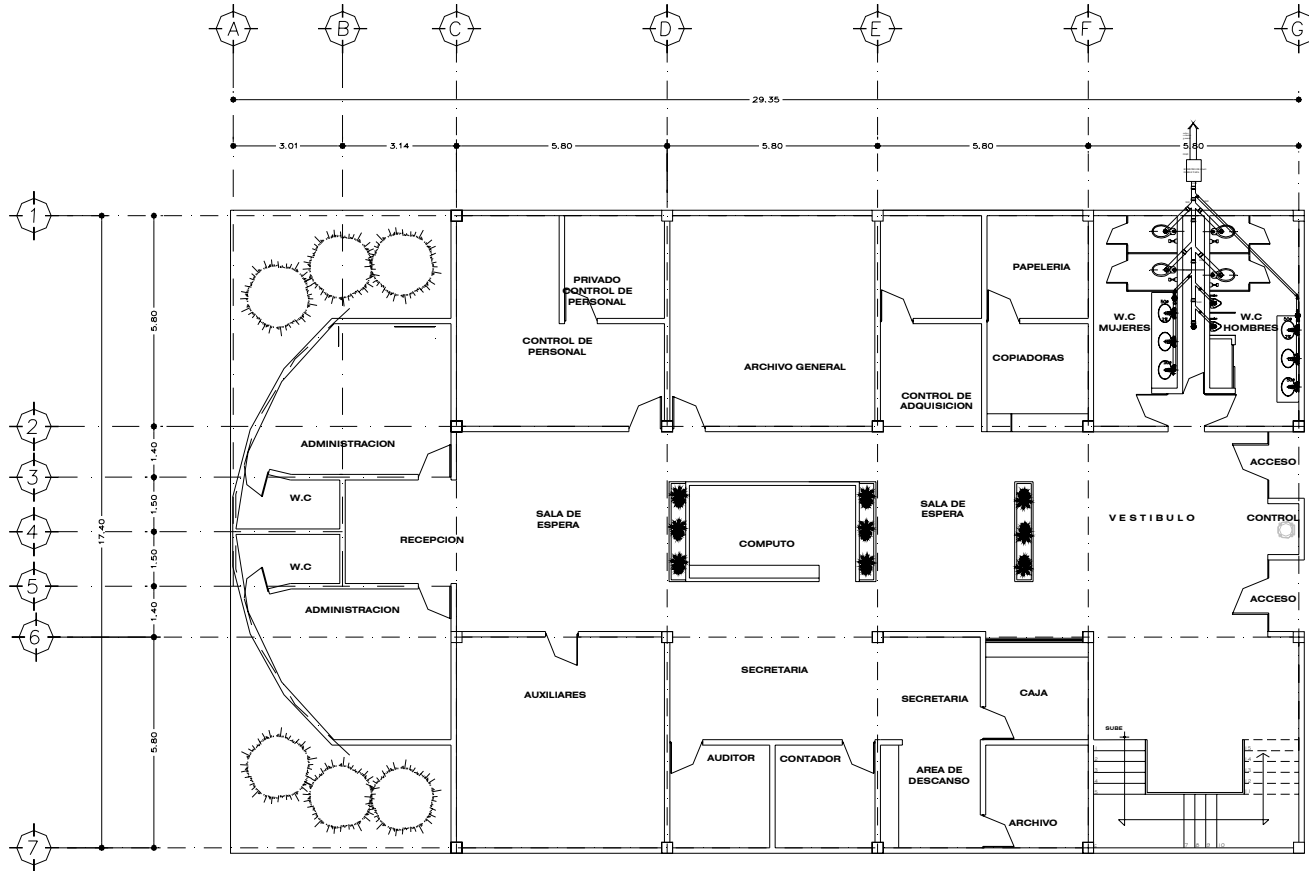 A B C D E F G
29.35
3.01 3.14 5.80 5.80 5.80 5.80
1
2
3
4
5
6
7
17.40
5.80
1.40
1.50
1.50
1.40
5.80
PRIVADO
CONTROL DE
PERSONAL
CONTROL DE
PERSONAL
ARCHIVO GENERAL
PAPELERIA
COPIADORAS
CONTROL DE
ADQUISICION
W.C
MUJERES
W.C
HOMBRES
ADMINISTRACION
W.C
RECEPCION
W.C
ADMINISTRACION
SALA DE
ESPERA
COMPUTO
SALA DE
ESPERA
VESTIBULO
ACCESO
CONTROL
ACCESO
AUXILIARES
SECRETARIA
SECRETARIA
CAJA
AUDITOR
CONTADOR
AREA DE
DESCANSO
ARCHIVO
SUBE